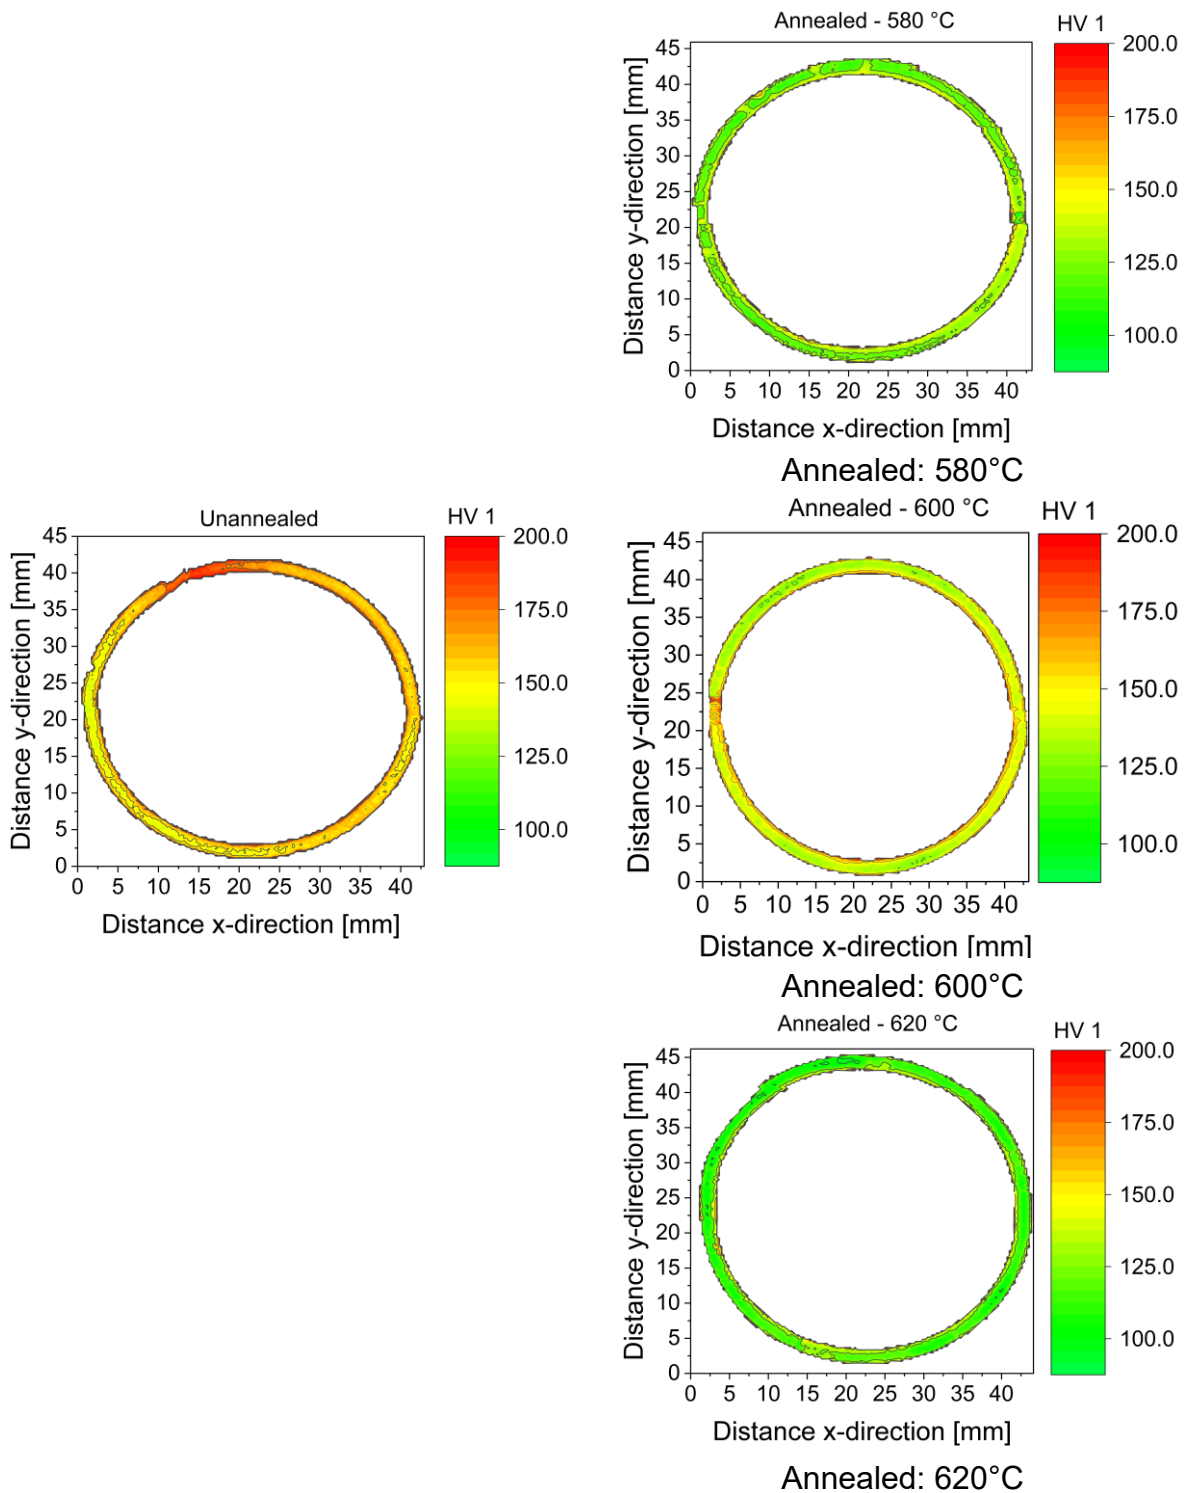 Annealed - 580 °C
HV 1
45
40
35
30
25
20
15
10
5
0
Distance y-direction [mm]
0 5 10 15 20 25 30 35 40
Distance x-direction [mm]
200.0
175.0
150.0
125.0
100.0
Annealed: 580°C
Unannealed
HV 1
45
40
35
30
25
20
15
10
5
0
Distance y-direction [mm]
0 5 10 15 20 25 30 35 40
Distance x-direction [mm]
200.0
175.0
150.0
125.0
100.0
Annealed - 600 °C
HV 1
45
40
35
30
25
20
15
10
5
0
Distance y-direction [mm]
0 5 10 15 20 25 30 35 40
Distance x-direction [mm]
200.0
175.0
150.0
125.0
100.0
Annealed: 600°C
Annealed - 620 °C
HV 1
45
40
35
30
25
20
15
10
5
0
Distance y-direction [mm]
0 5 10 15 20 25 30 35 40
Distance x-direction [mm]
200.0
175.0
150.0
125.0
100.0
Annealed: 620°C